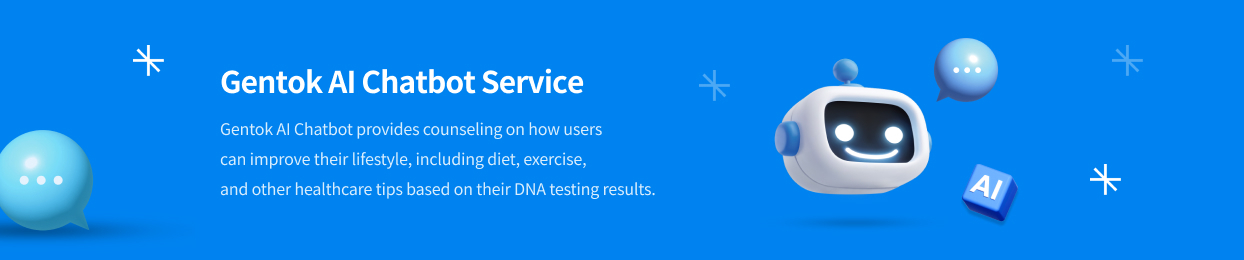 Gentok AI Chatbot Service
Gentok AI Chatbot provides counseling on how users
can improve their lifestyle, including diet, exercise,
and other healthcare tips based on their DNA testing results.
AI